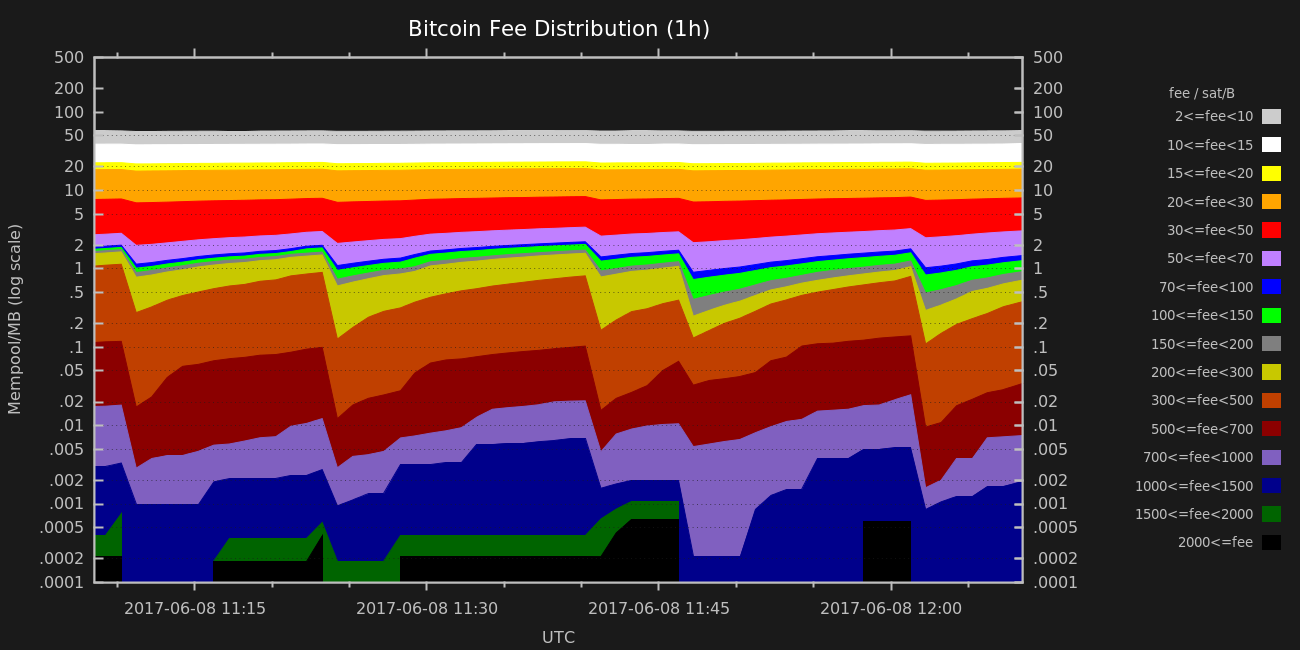 Bitcoin Fee Distribution (1h)
500 500
200 200
100 100
50 50
20 20
10 10
5 5
2 2
1 1
.5 .5
.2 .2
.1 .1
.05 .05
.02 .02
.01 .01
.005 .005
.002 .002
.001 .001
.0005 .0005
.0002 .0002
.0001 .0001
Mempool/MB (log scale)
2017-06-08 11:15 2017-06-08 11:30 2017-06-08 11:45 2017-06-08 12:00
UTC
fee / sat/B
2<=fee<10
10<=fee<15
15<=fee<20
20<=fee<30
30<=fee<50
50<=fee<70
70<=fee<100
100<=fee<150
150<=fee<200
200<=fee<300
300<=fee<500
500<=fee<700
700<=fee<1000
1000<=fee<1500
1500<=fee<2000
2000<=fee